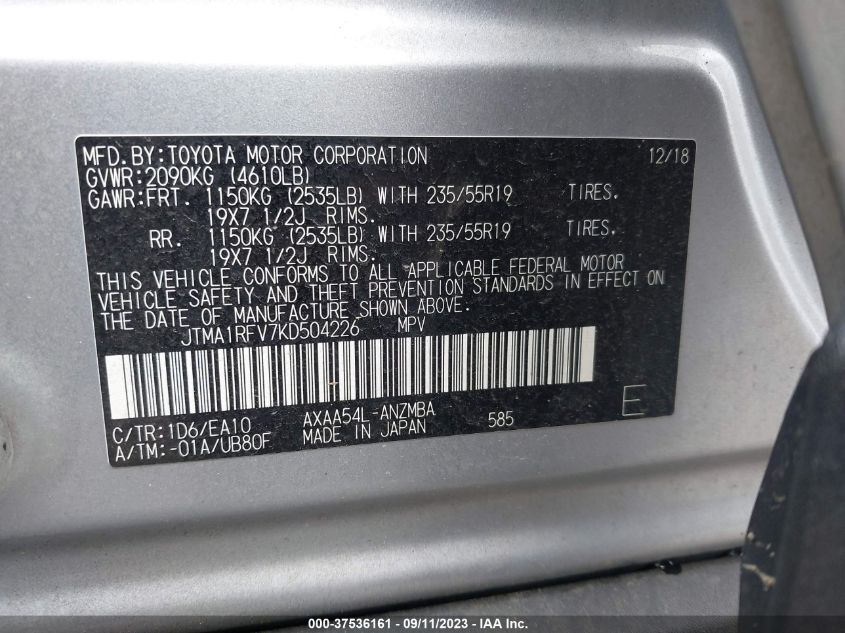 MFD.BY:TOYOTA MOTOR CORPORATION 12/18
GVWR:2090KG (4610LB)
GAWR:FRT. 1150KG (2535LB) WITH 235/55R19 TIRES.
19X7 1/2J RIMS.
RR. 1150KG (2535LB) WITH 235/55R19 TIRES.
19X7 1/2J RIMS.
THIS VEHICLE CONFORMS TO ALL APPLICABLE FEDERAL MOTOR
VEHICLE SAFETY AND THEFT PREVENTION STANDARDS IN EFFECT ON
THE DATE OF MANUFACTURE SHOWN ABOVE.
JTMA1RFV7KD504226 MPV
C/TR:1D6/EA10 AXAA54L-ANZMBA 585 E
A/TM:-01A/UB80F MADE IN JAPAN
000-37536161 - 09/11/2023 - IAA Inc.